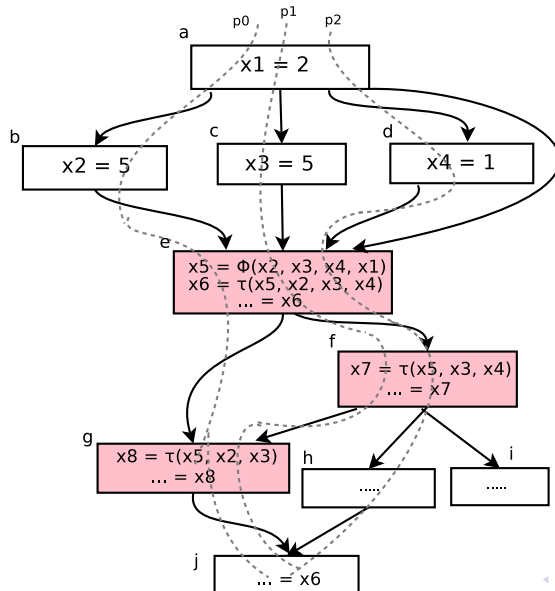 p0 p1 p2
a
x1 = 2
b c d
x2 = 5 x3 = 5 x4 = 1
e
x5 = Φ(x2, x3, x4, x1)
x6 = τ(x5, x2, x3, x4)
... = x6
f
x7 = τ(x5, x3, x4)
... = x7
g
x8 = τ(x5, x2, x3)
... = x8
h i
..... .....
j
... = x6